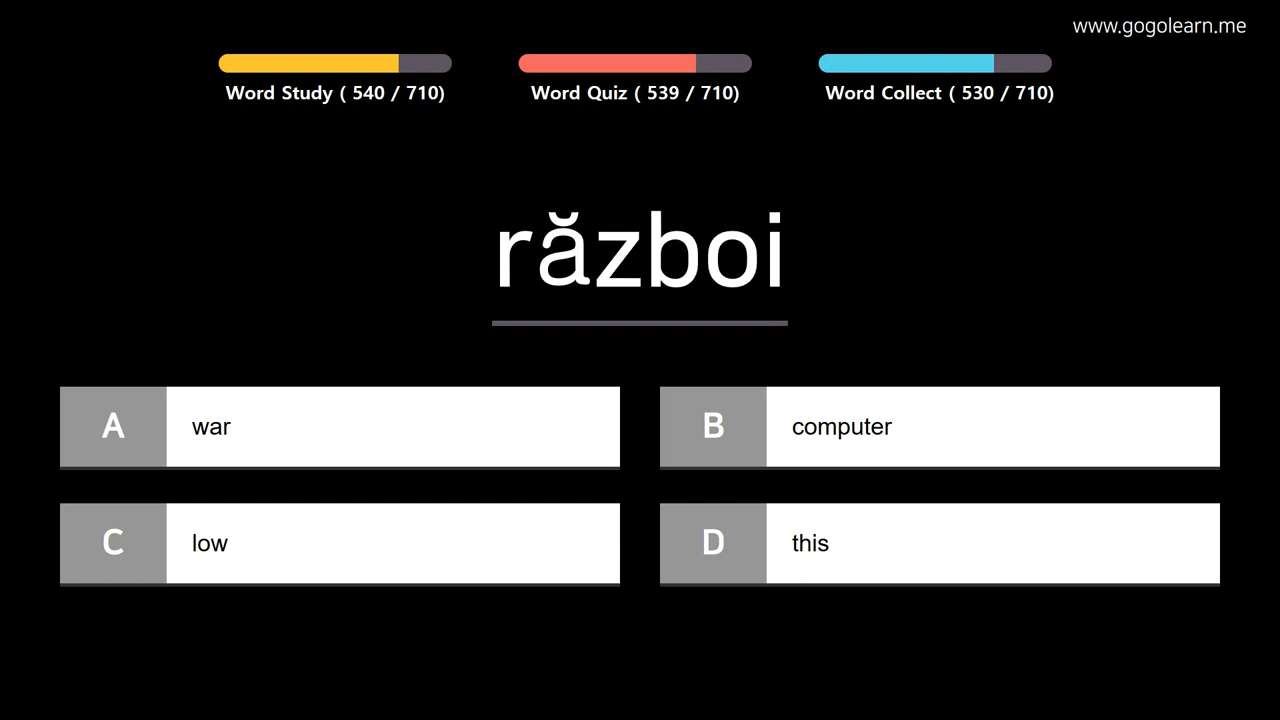 www.gogolearn.me
Word Study ( 540 / 710)
Word Quiz ( 539 / 710)
Word Collect ( 530 / 710)
război
A war
B computer
C low
D this